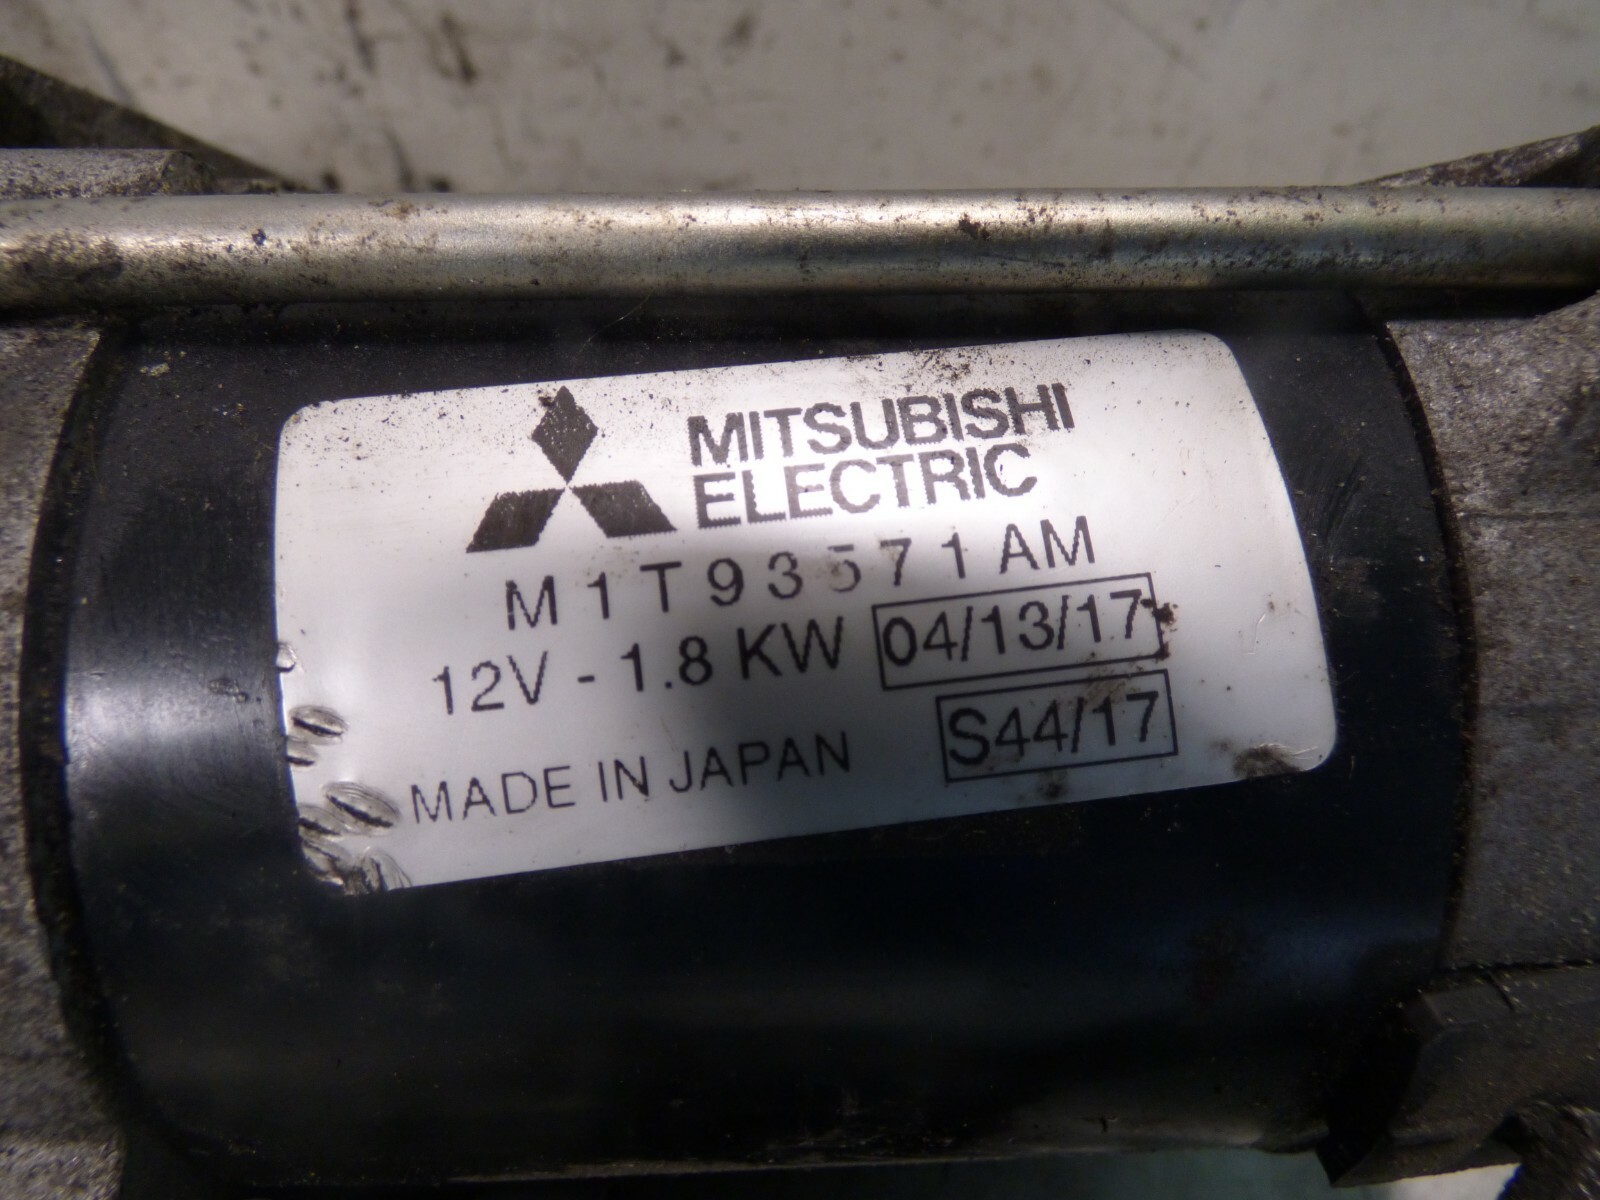 MITSUBISHI
ELECTRIC
M1T93571AM
12V - 1.8 KW 04/13/17
MADE IN JAPAN S44/17